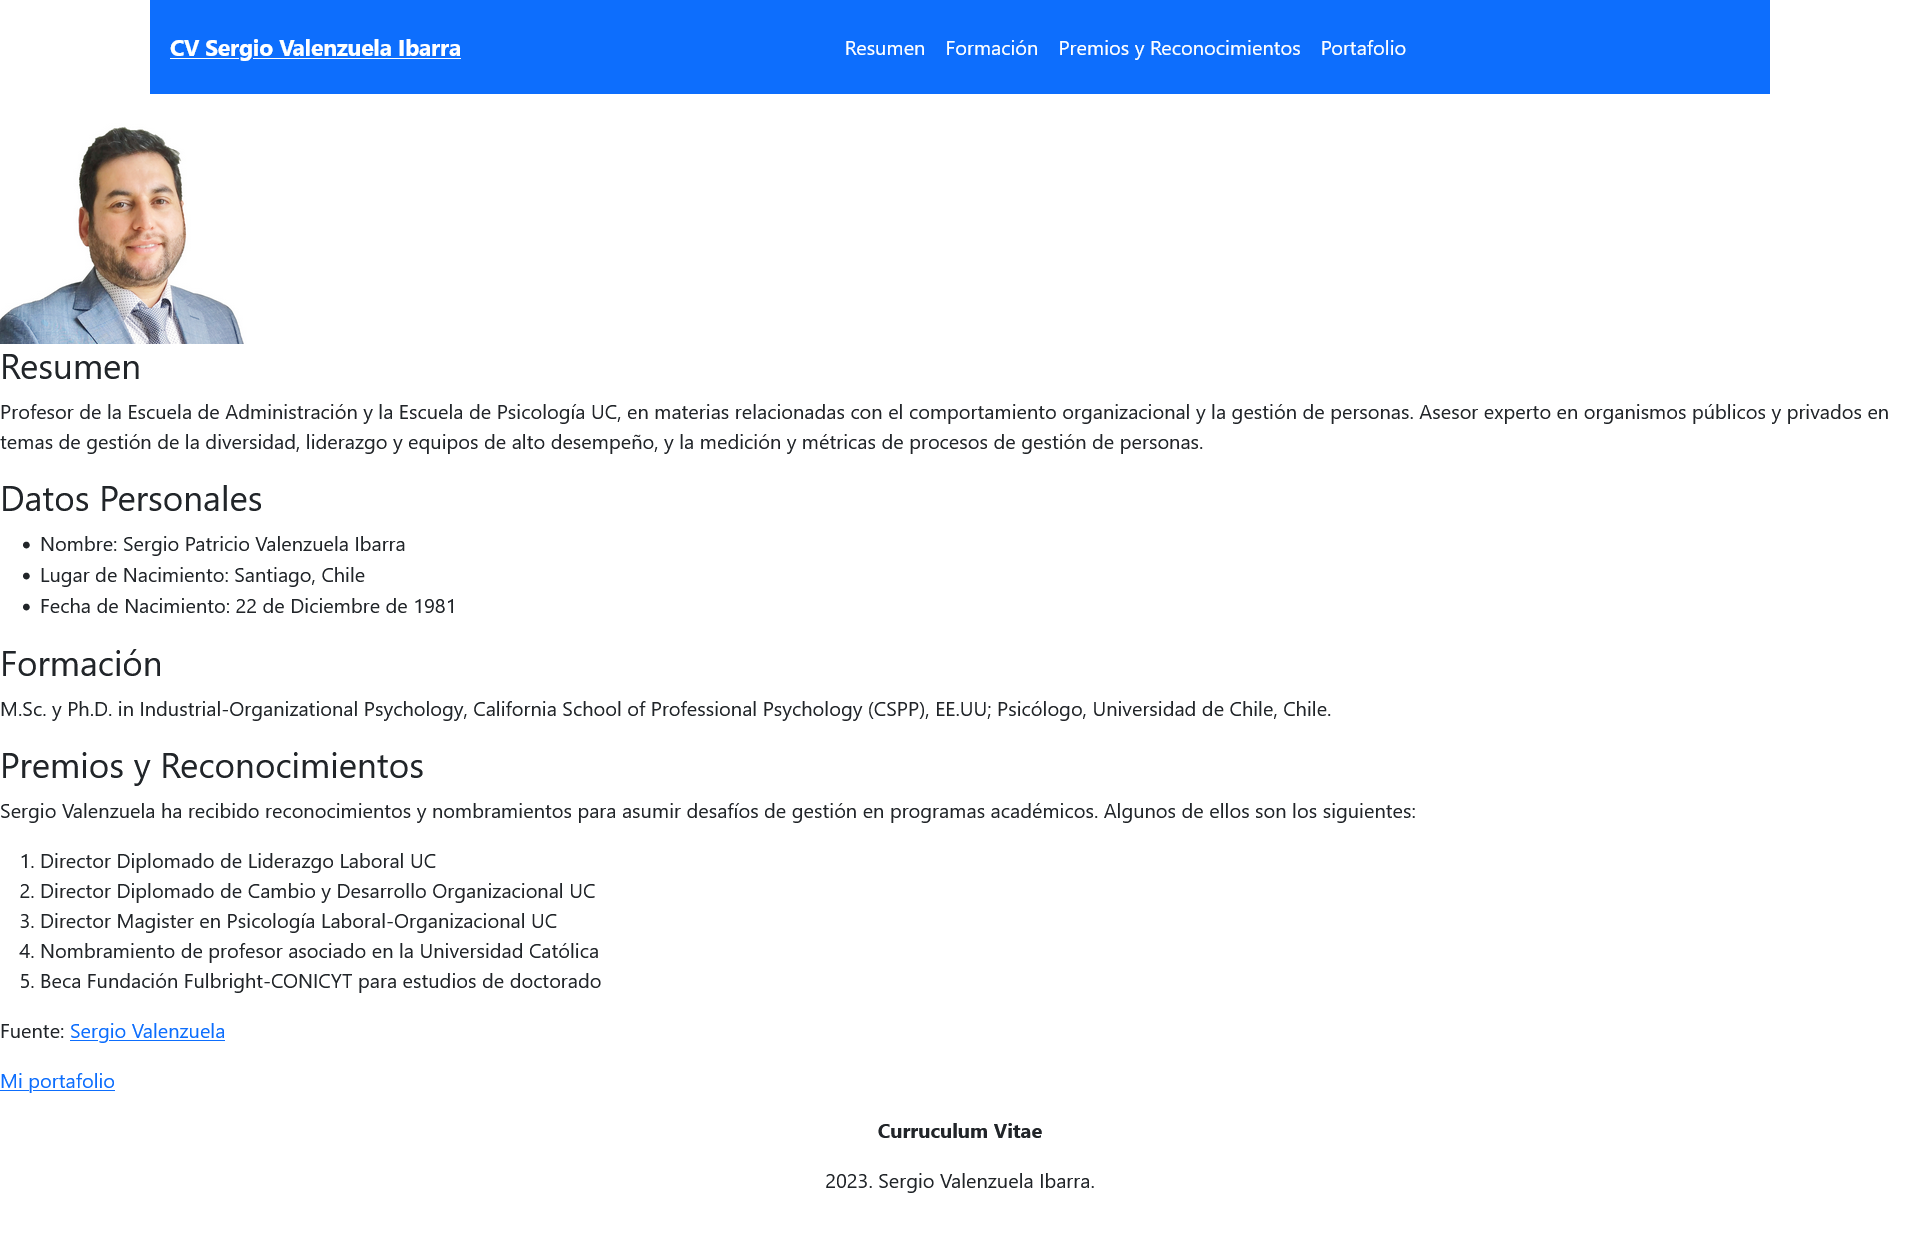 CV Sergio Valenzuela Ibarra
Resumen Formación Premios y Reconocimientos Portafolio
Resumen
Profesor de la Escuela de Administración y la Escuela de Psicología UC, en materias relacionadas con el comportamiento organizacional y la gestión de personas. Asesor experto en organismos públicos y privados en
temas de gestión de la diversidad, liderazgo y equipos de alto desempeño, y la medición y métricas de procesos de gestión de personas.
Datos Personales
• Nombre: Sergio Patricio Valenzuela Ibarra
• Lugar de Nacimiento: Santiago, Chile
• Fecha de Nacimiento: 22 de Diciembre de 1981
Formación
M.Sc. y Ph.D. in Industrial-Organizational Psychology, California School of Professional Psychology (CSPP), EE.UU; Psicólogo, Universidad de Chile, Chile.
Premios y Reconocimientos
Sergio Valenzuela ha recibido reconocimientos y nombramientos para asumir desafíos de gestión en programas académicos. Algunos de ellos son los siguientes:
1. Director Diplomado de Liderazgo Laboral UC
2. Director Diplomado de Cambio y Desarrollo Organizacional UC
3. Director Magister en Psicología Laboral-Organizacional UC
4. Nombramiento de profesor asociado en la Universidad Católica
5. Beca Fundación Fulbright-CONICYT para estudios de doctorado
Fuente: Sergio Valenzuela
Mi portafolio
Curruculum Vitae
2023. Sergio Valenzuela Ibarra.